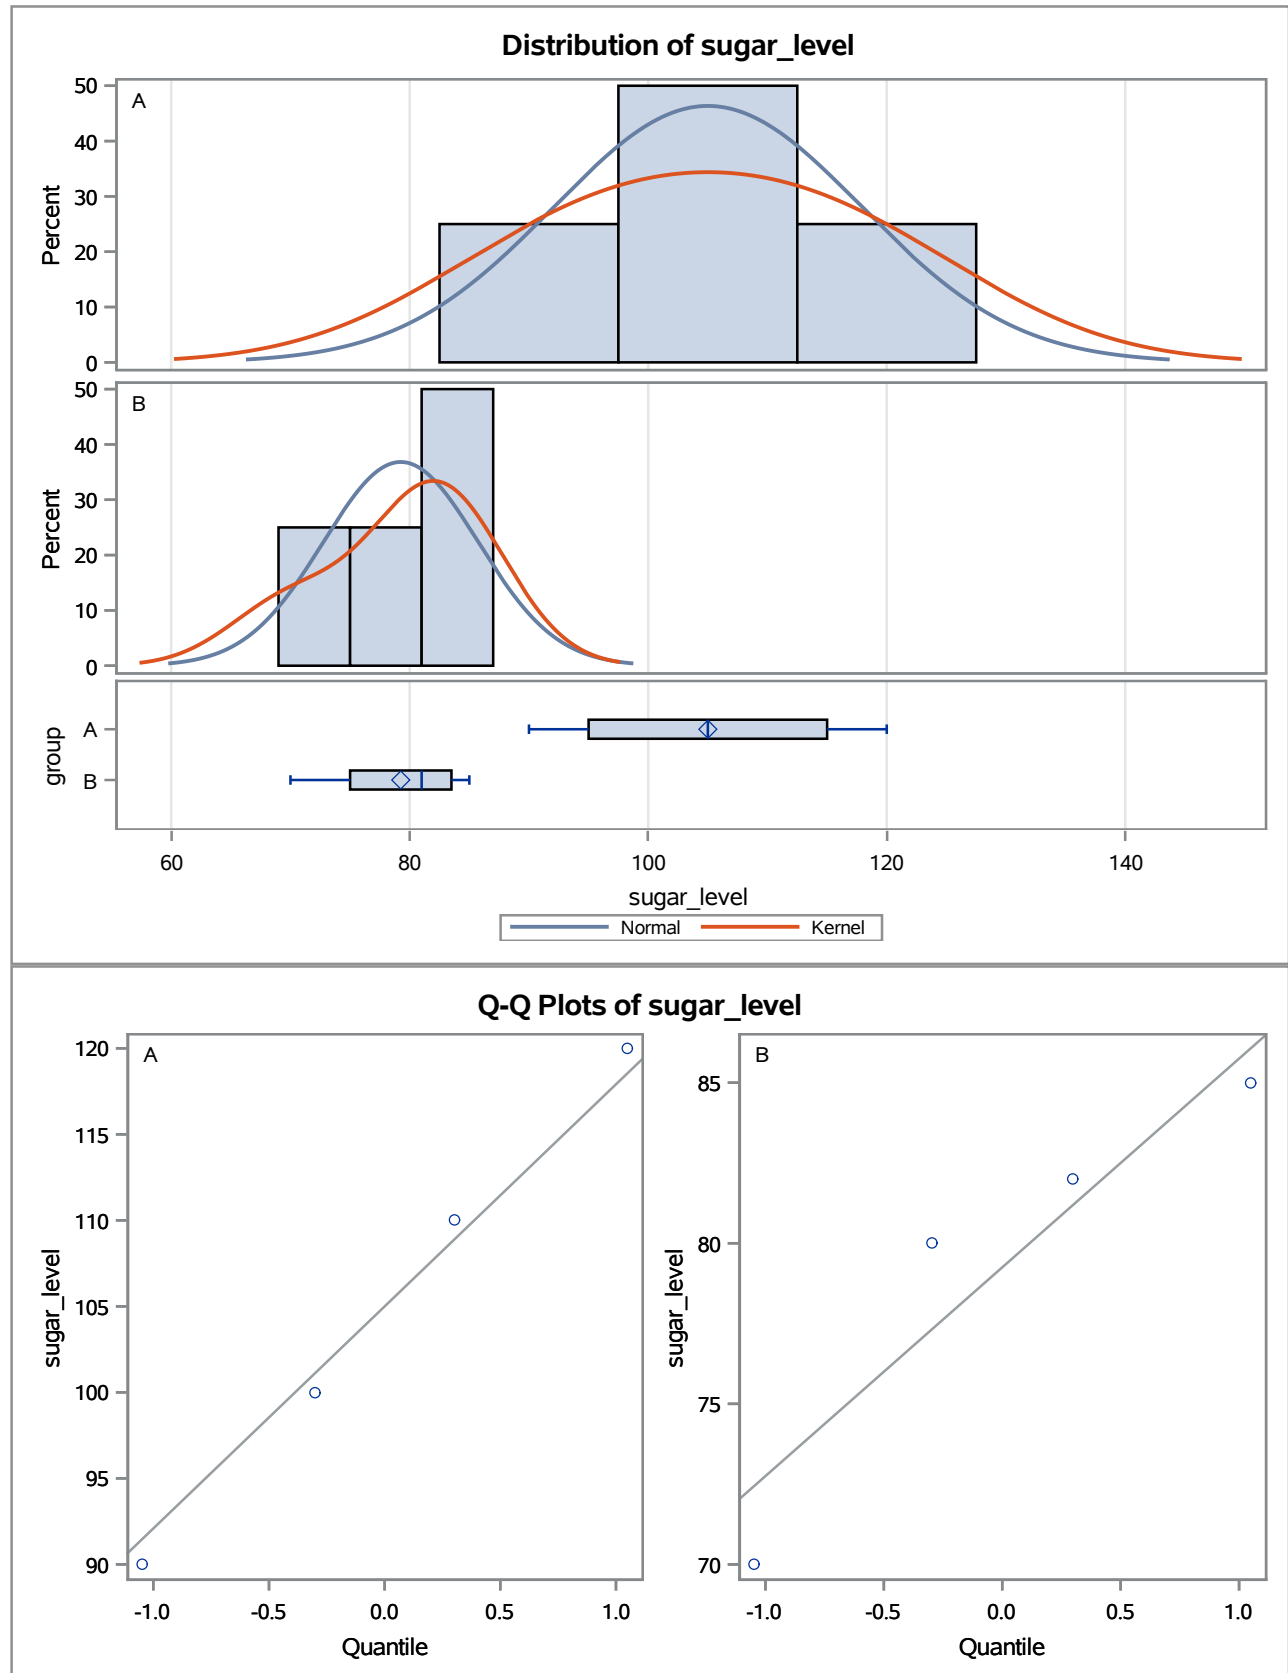 Distribution of sugar_level
A
50
40
30
20
10
0
Percent
B
50
40
30
20
10
0
Percent
group
A
B
60 80 100 120 140
sugar_level
Normal Kernel
Q-Q Plots of sugar_level
A
120
115
110
105
100
95
90
sugar_level
-1.0 -0.5 0.0 0.5 1.0
Quantile
B
85
80
75
70
sugar_level
-1.0 -0.5 0.0 0.5 1.0
Quantile